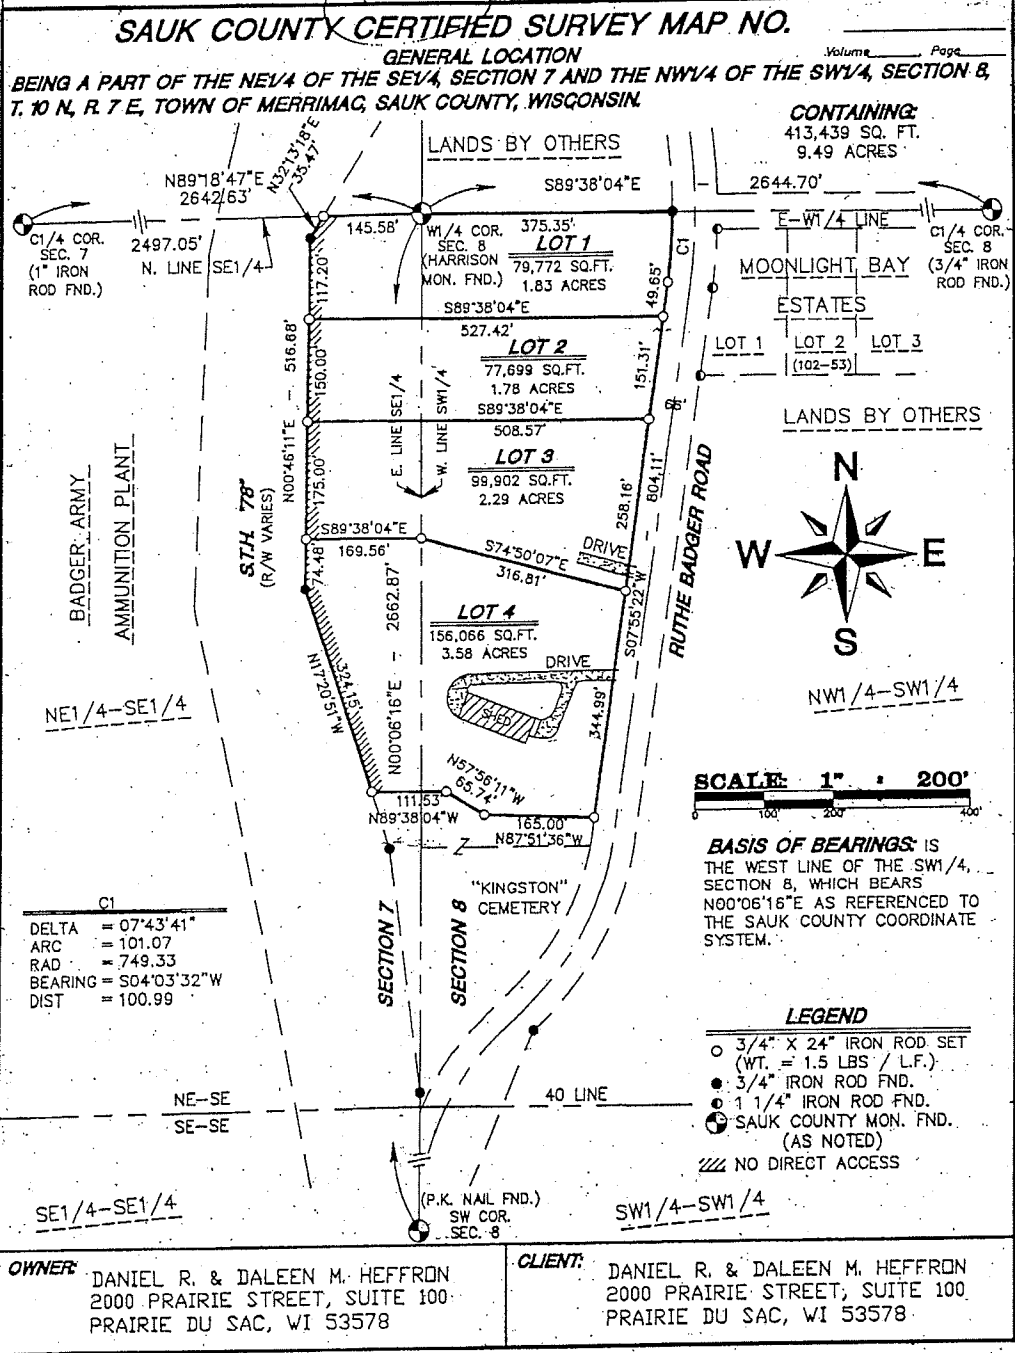 SAUK COUNTY CERTIFIED SURVEY MAP NO.
GENERAL LOCATION
Volume Page
BEING A PART OF THE NE1/4 OF THE SE1/4, SECTION 7 AND THE NW1/4 OF THE SW1/4, SECTION 8,
T. 10 N, R. 7 E, TOWN OF MERRIMAC, SAUK COUNTY, WISCONSIN.
CONTAINING:
413,439 SQ. FT.
9.49 ACRES
LANDS BY OTHERS
N32°13'18"E
35.47'
N89°18'47"E
2642.63'
S89°38'04"E
2644.70'
C1/4 COR.
SEC. 7
(1" IRON
ROD FND.)
2497.05'
N. LINE SE1/4
145.58'
W1/4 COR.
SEC. 8
(HARRISON
MON. FND.)
375.35'
LOT 1
79,772 SQ.FT.
1.83 ACRES
C1
E-W1/4 LINE
C1/4 COR.
SEC. 8
(3/4" IRON
ROD FND.)
MOONLIGHT BAY
ESTATES
LOT 1
LOT 2
(102-53)
LOT 3
117.20'
49.65'
S89°38'04"E
527.42'
516.68'
150.00'
LOT 2
77,699 SQ.FT.
1.78 ACRES
151.31'
66'
E. LINE SE1/4
W. LINE SW1/4
S89°38'04"E
508.57'
LANDS BY OTHERS
N00°46'11"E
175.00'
LOT 3
99,902 SQ.FT.
2.29 ACRES
258.16'
804.11'
RUTHE BADGER ROAD
BADGER ARMY
AMMUNITION PLANT
S.T.H. "78"
(R/W VARIES)
S89°38'04"E
169.56'
S74°50'07"E
316.81'
DRIVE
N
W
E
S
74.48'
2662.87'
S07°55'22"W
LOT 4
156,066 SQ.FT.
3.58 ACRES
DRIVE
SHED
N17°20'51"W
324.15'
N00°06'16"E
344.99'
NE1/4-SE1/4
NW1/4-SW1/4
N57°56'11"W
65.74'
111.53
N89°38'04"W
165.00'
N87°51'36"W
Z
SCALE: 1" : 200'
0 100' 200' 400'
BASIS OF BEARINGS: IS
THE WEST LINE OF THE SW1/4,
SECTION 8, WHICH BEARS
N00°06'16"E AS REFERENCED TO
THE SAUK COUNTY COORDINATE
SYSTEM.
"KINGSTON"
CEMETERY
SECTION 7
SECTION 8
C1
DELTA = 07°43'41"
ARC = 101.07
RAD = 749.33
BEARING = S04°03'32"W
DIST = 100.99
LEGEND
3/4" X 24" IRON ROD SET
(WT. = 1.5 LBS / L.F.)
3/4" IRON ROD FND.
1 1/4" IRON ROD FND.
SAUK COUNTY MON. FND.
(AS NOTED)
NO DIRECT ACCESS
NE-SE
SE-SE
40 LINE
SE1/4-SE1/4
(P.K. NAIL FND.)
SW COR.
SEC. 8
SW1/4-SW1/4
OWNER:
DANIEL R. & DALEEN M. HEFFRON
2000 PRAIRIE STREET, SUITE 100
PRAIRIE DU SAC, WI 53578
CLIENT:
DANIEL R. & DALEEN M. HEFFRON
2000 PRAIRIE STREET, SUITE 100
PRAIRIE DU SAC, WI 53578